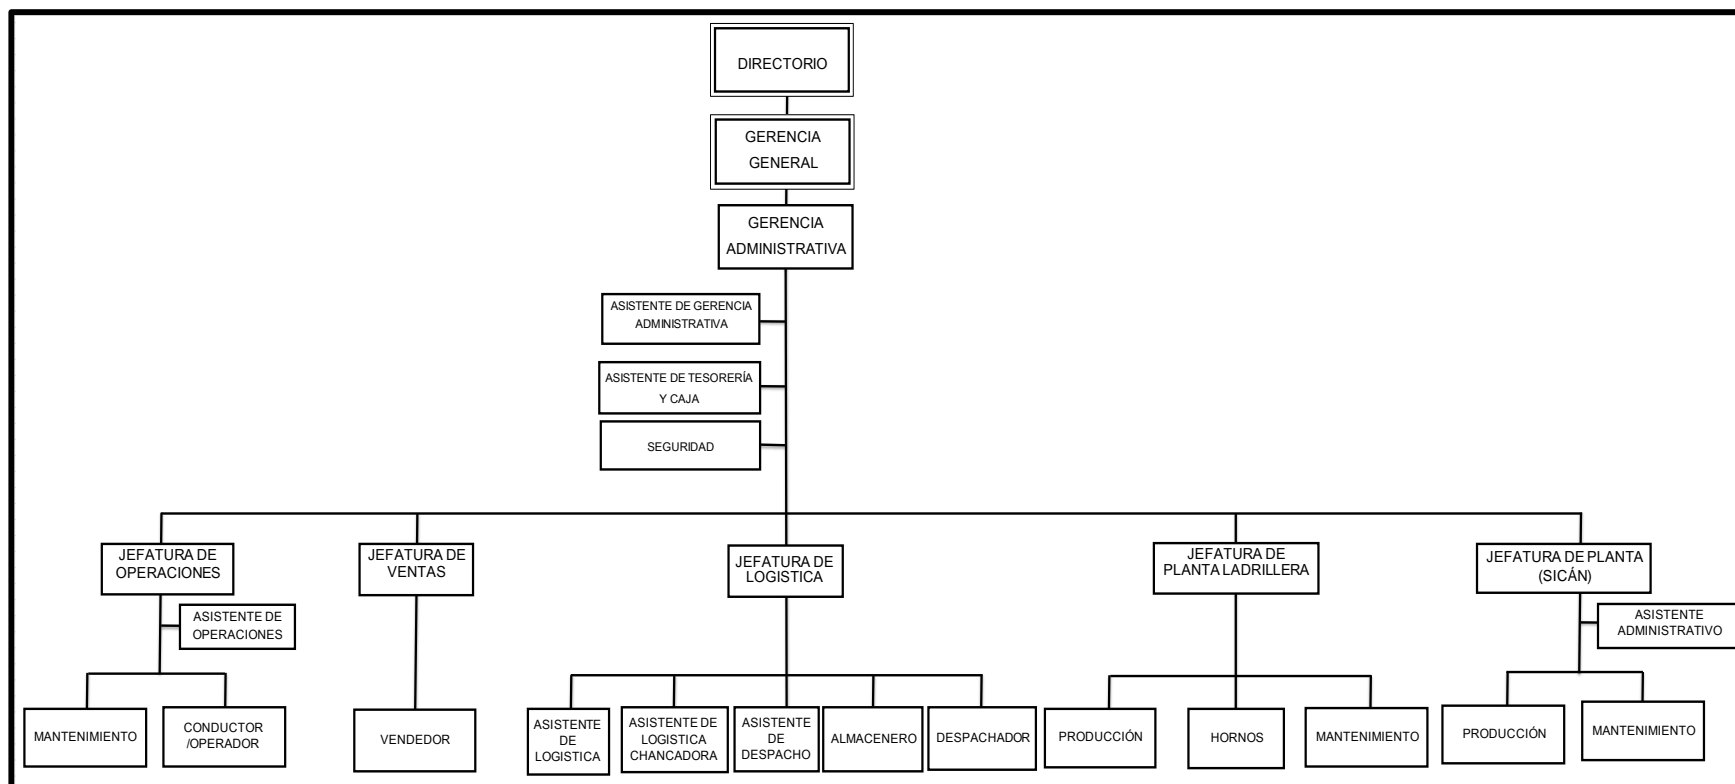 DIRECTORIO
GERENCIA
GENERAL
GERENCIA
ADMINISTRATIVA
ASISTENTE DE GERENCIA
ADMINISTRATIVA
ASISTENTE DE TESORERÍA
Y CAJA
SEGURIDAD
JEFATURA DE
OPERACIONES
JEFATURA DE
VENTAS
JEFATURA DE
LOGISTICA
JEFATURA DE
PLANTA LADRILLERA
JEFATURA DE PLANTA
(SICÁN)
ASISTENTE DE
OPERACIONES
ASISTENTE
ADMINISTRATIVO
MANTENIMIENTO
CONDUCTOR
/OPERADOR
VENDEDOR
ASISTENTE
DE
LOGISTICA
ASISTENTE DE
LOGISTICA
CHANCADORA
ASISTENTE
DE
DESPACHO
ALMACENERO
DESPACHADOR
PRODUCCIÓN
HORNOS
MANTENIMIENTO
PRODUCCIÓN
MANTENIMIENTO